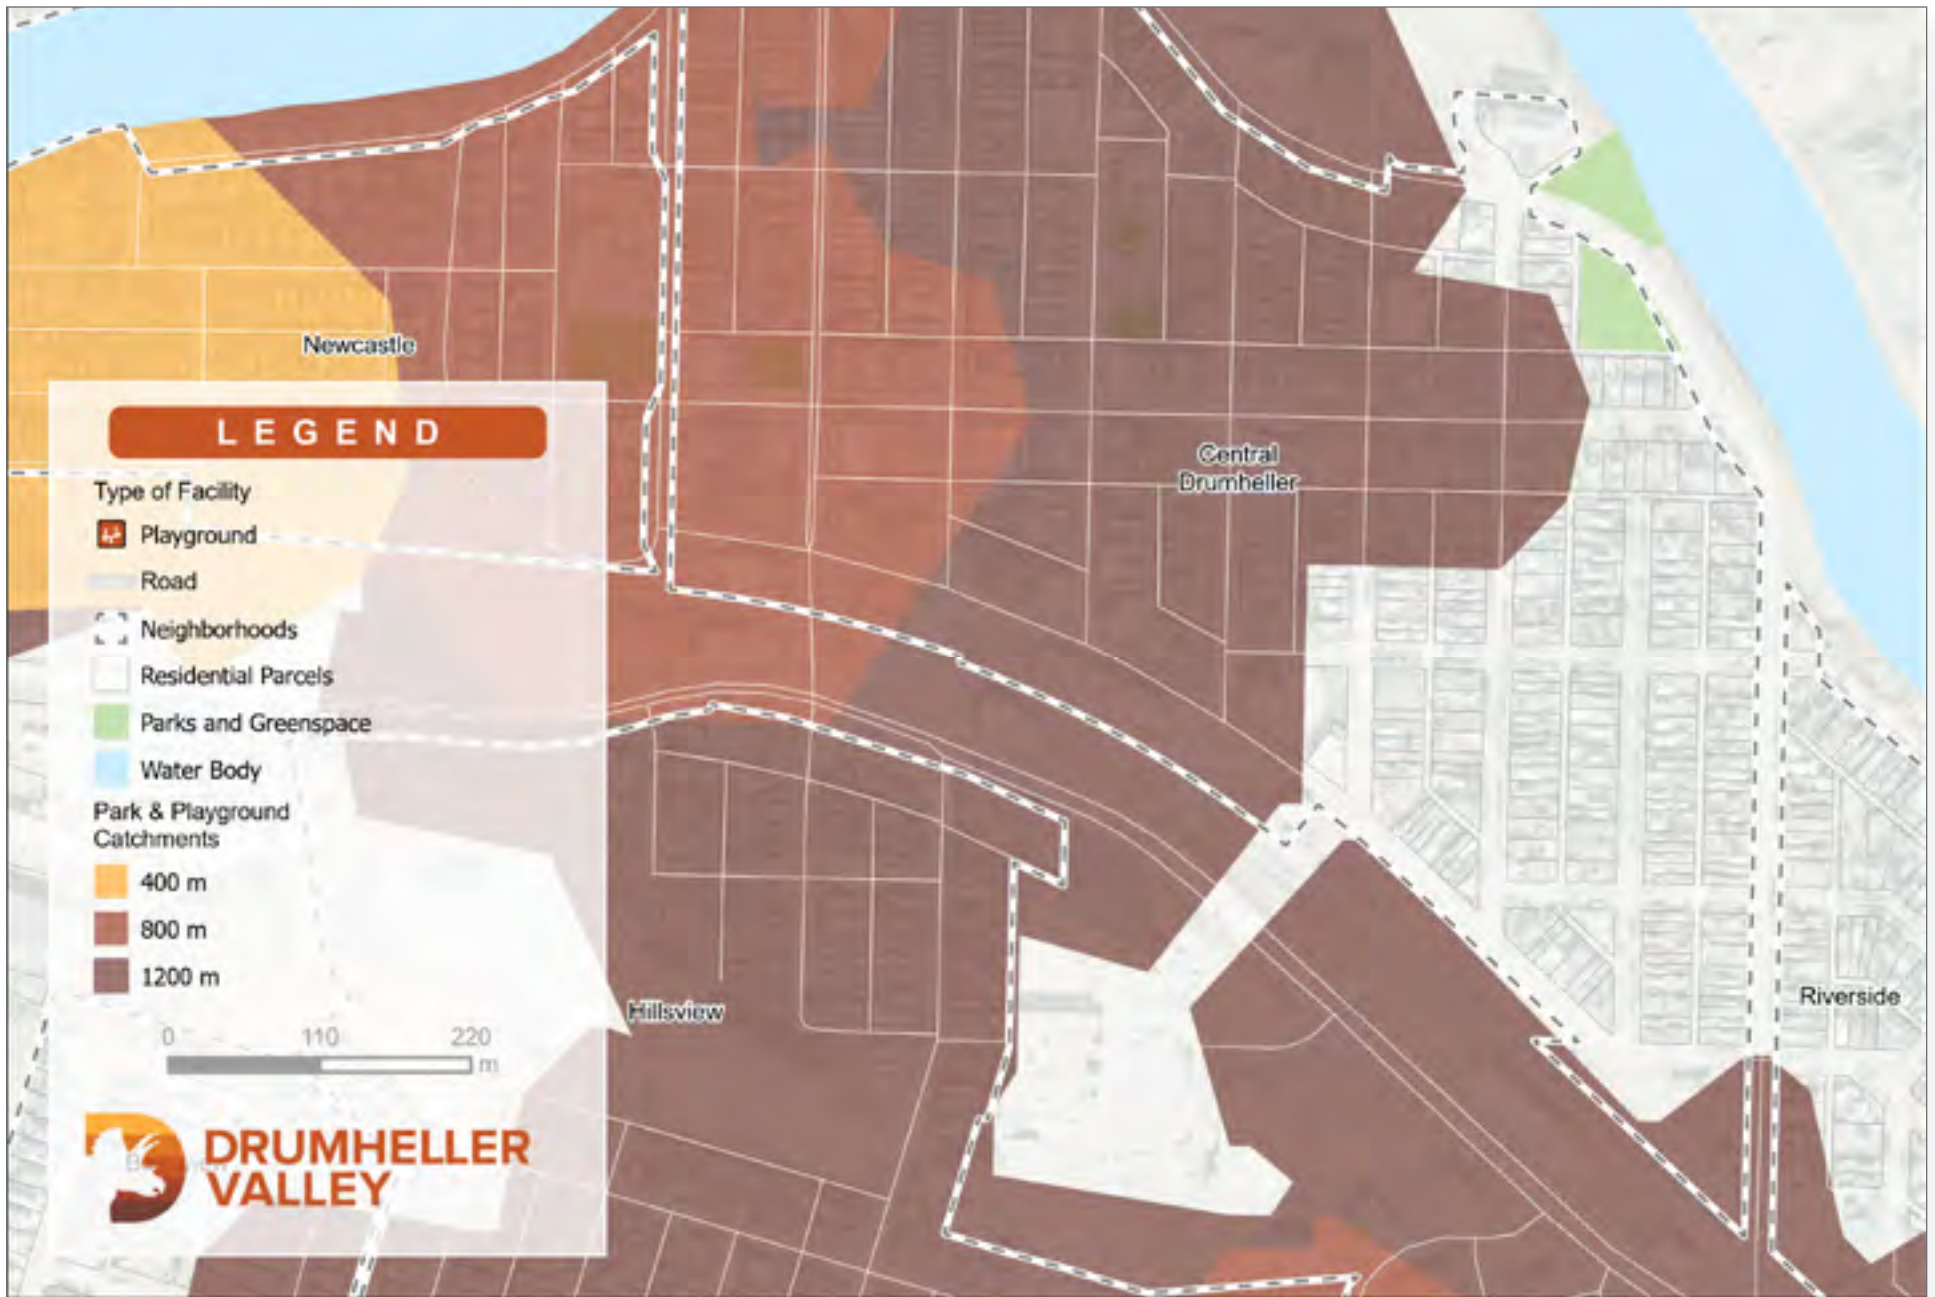 Newcastle
LEGEND
Type of Facility
Playground
Road
Neighborhoods
Residential Parcels
Parks and Greenspace
Water Body
Park & Playground
Catchments
400 m
800 m
1200 m
0 110 220
m
DRUMHELLER
VALLEY
Central
Drumheller
Hillsview
Riverside